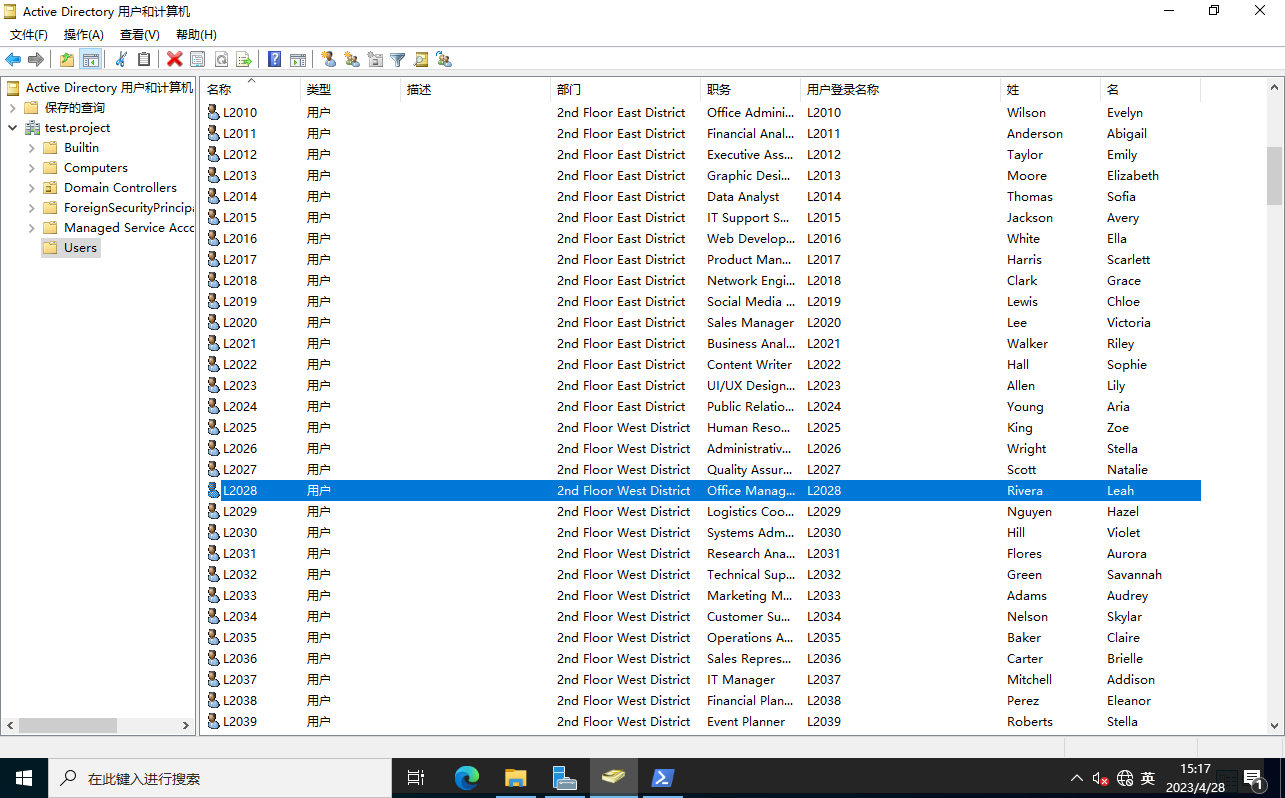 Active Directory 用户和计算机
文件(F) 操作(A) 查看(V) 帮助(H)
Active Directory 用户和计算机
保存的查询
test.project
Builtin
Computers
Domain Controllers
ForeignSecurityPrincipa
Managed Service Acco
Users
名称 类型 描述 部门 职务 用户登录名称 姓 名
L2010 用户 2nd Floor East District Office Admini... L2010 Wilson Evelyn
L2011 用户 2nd Floor East District Financial Anal... L2011 Anderson Abigail
L2012 用户 2nd Floor East District Executive Ass... L2012 Taylor Emily
L2013 用户 2nd Floor East District Graphic Desi... L2013 Moore Elizabeth
L2014 用户 2nd Floor East District Data Analyst L2014 Thomas Sofia
L2015 用户 2nd Floor East District IT Support S... L2015 Jackson Avery
L2016 用户 2nd Floor East District Web Develop... L2016 White Ella
L2017 用户 2nd Floor East District Product Man... L2017 Harris Scarlett
L2018 用户 2nd Floor East District Network Engi... L2018 Clark Grace
L2019 用户 2nd Floor East District Social Media ... L2019 Lewis Chloe
L2020 用户 2nd Floor East District Sales Manager L2020 Lee Victoria
L2021 用户 2nd Floor East District Business Anal... L2021 Walker Riley
L2022 用户 2nd Floor East District Content Writer L2022 Hall Sophie
L2023 用户 2nd Floor East District UI/UX Design... L2023 Allen Lily
L2024 用户 2nd Floor East District Public Relatio... L2024 Young Aria
L2025 用户 2nd Floor West District Human Reso... L2025 King Zoe
L2026 用户 2nd Floor West District Administrativ... L2026 Wright Stella
L2027 用户 2nd Floor West District Quality Assur... L2027 Scott Natalie
L2028 用户 2nd Floor West District Office Manag... L2028 Rivera Leah
L2029 用户 2nd Floor West District Logistics Coo... L2029 Nguyen Hazel
L2030 用户 2nd Floor West District Systems Adm... L2030 Hill Violet
L2031 用户 2nd Floor West District Research Ana... L2031 Flores Aurora
L2032 用户 2nd Floor West District Technical Sup... L2032 Green Savannah
L2033 用户 2nd Floor West District Marketing M... L2033 Adams Audrey
L2034 用户 2nd Floor West District Customer Su... L2034 Nelson Skylar
L2035 用户 2nd Floor West District Operations A... L2035 Baker Claire
L2036 用户 2nd Floor West District Sales Repres... L2036 Carter Brielle
L2037 用户 2nd Floor West District IT Manager L2037 Mitchell Addison
L2038 用户 2nd Floor West District Financial Plan... L2038 Perez Eleanor
L2039 用户 2nd Floor West District Event Planner L2039 Roberts Stella
在此键入进行搜索
英
15:17
2023/4/28
1